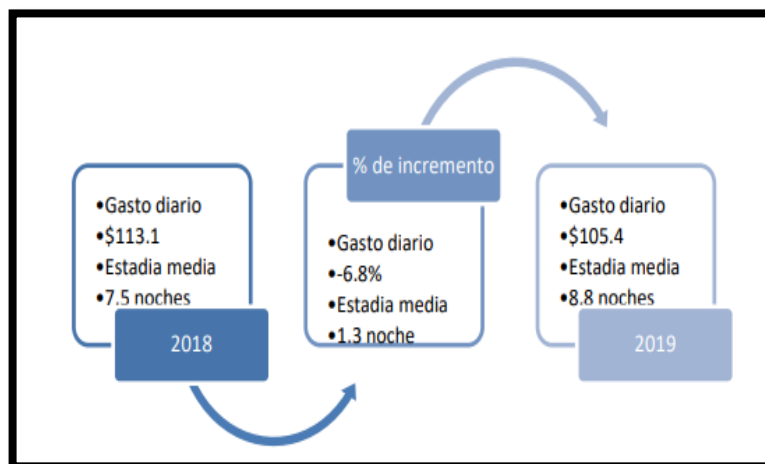 •Gasto diario
•$113.1
•Estadia media
•7.5 noches
2018
% de incremento
•Gasto diario
•-6.8%
•Estadia media
•1.3 noche
•Gasto diario
•$105.4
•Estadia media
•8.8 noches
2019